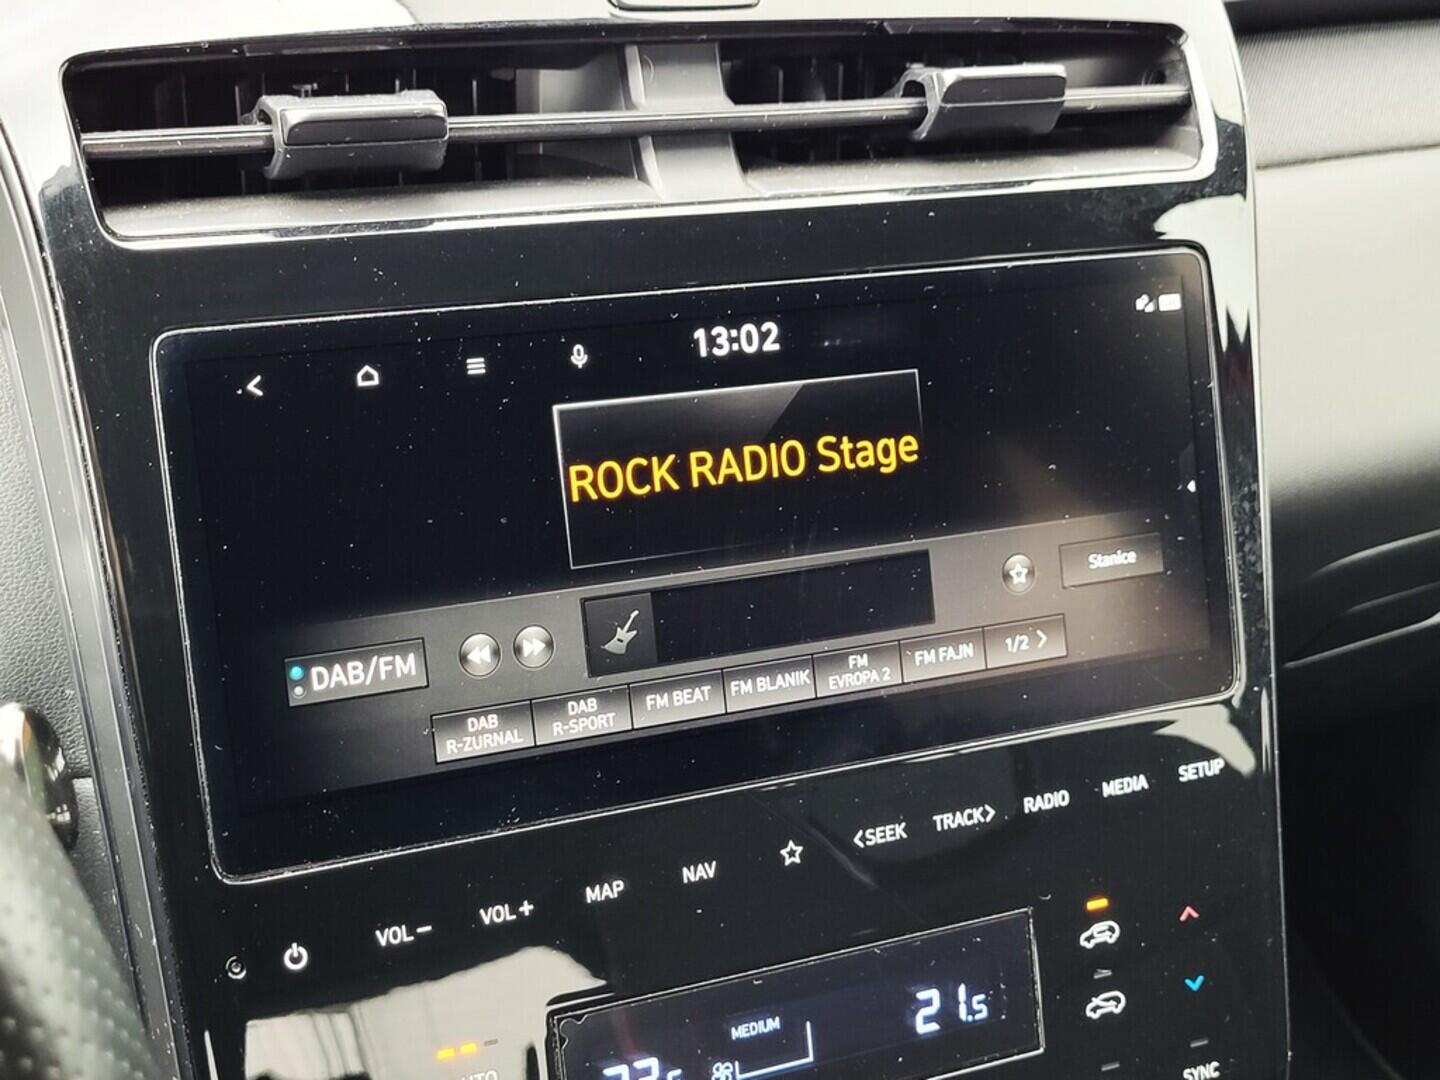 13:02
ROCK RADIO Stage
Stanice
DAB/FM
DAB
R-ZURNAL
DAB
R-SPORT
FM BEAT
FM BLANIK
FM
EVROPA 2
FM FAJN
1/2 >
VOL−
VOL+
MAP
NAV
<SEEK
TRACK>
RADIO
MEDIA
SETUP
MEDIUM
21.5
SYNC